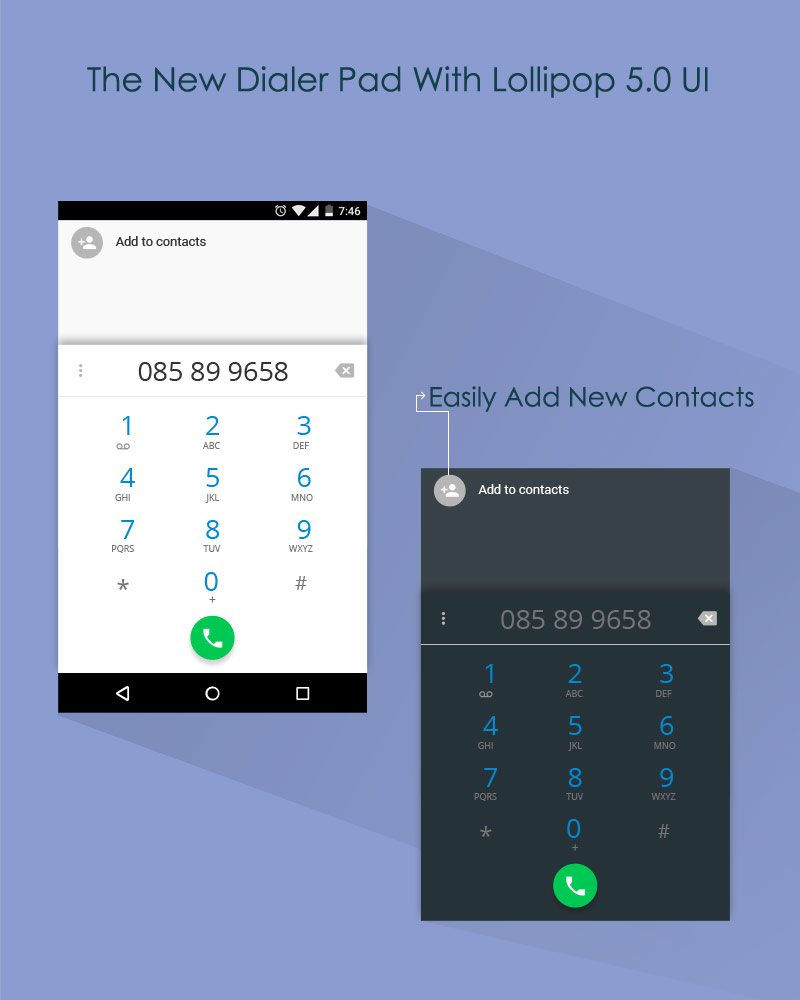 The New Dialer Pad With Lollipop 5.0 UI
7:46
Add to contacts
085 89 9658
1 2 3
ABC DEF
4 5 6
GHI JKL MNO
7 8 9
PQRS TUV WXYZ
* 0 #
+
Easily Add New Contacts
Add to contacts
085 89 9658
1 2 3
ABC DEF
4 5 6
GHI JKL MNO
7 8 9
PQRS TUV WXYZ
* 0 #
+